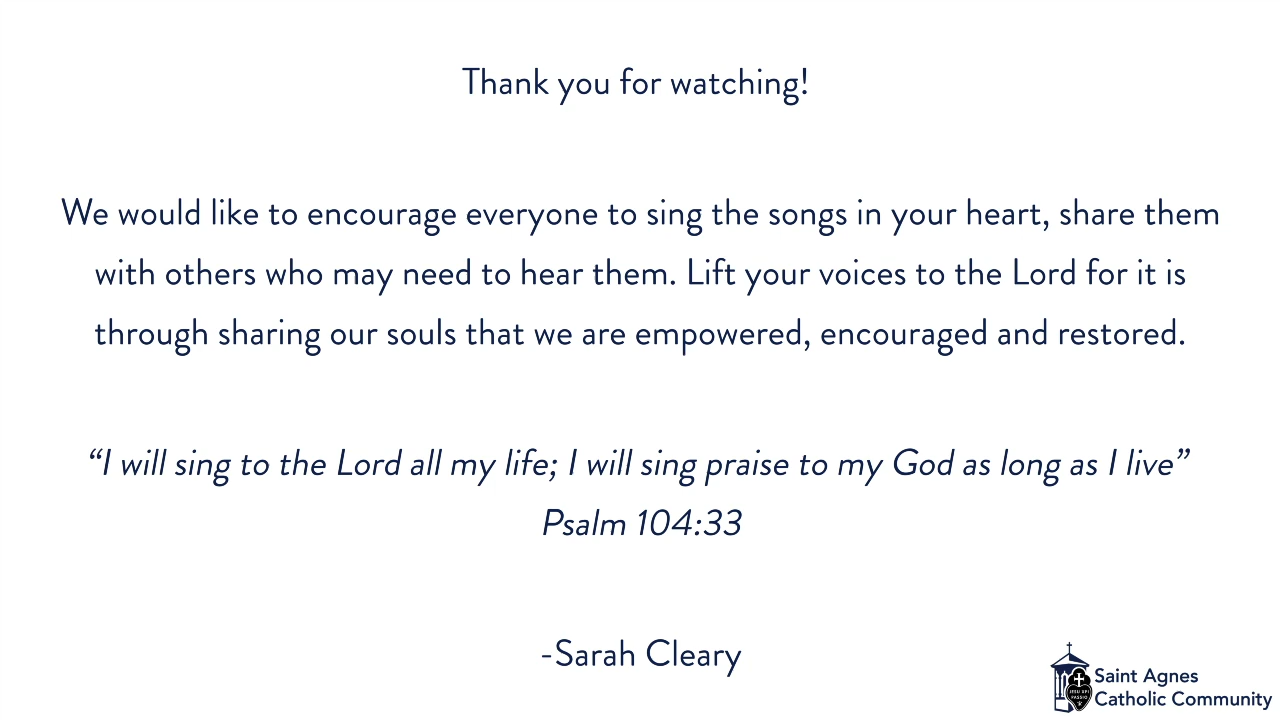 Thank you for watching!
We would like to encourage everyone to sing the songs in your heart, share them
with others who may need to hear them. Lift your voices to the Lord for it is
through sharing our souls that we are empowered, encouraged and restored.
“I will sing to the Lord all my life; I will sing praise to my God as long as I live”
Psalm 104:33
-Sarah Cleary
JESU XPI
PASSIO
Saint Agnes
Catholic Community